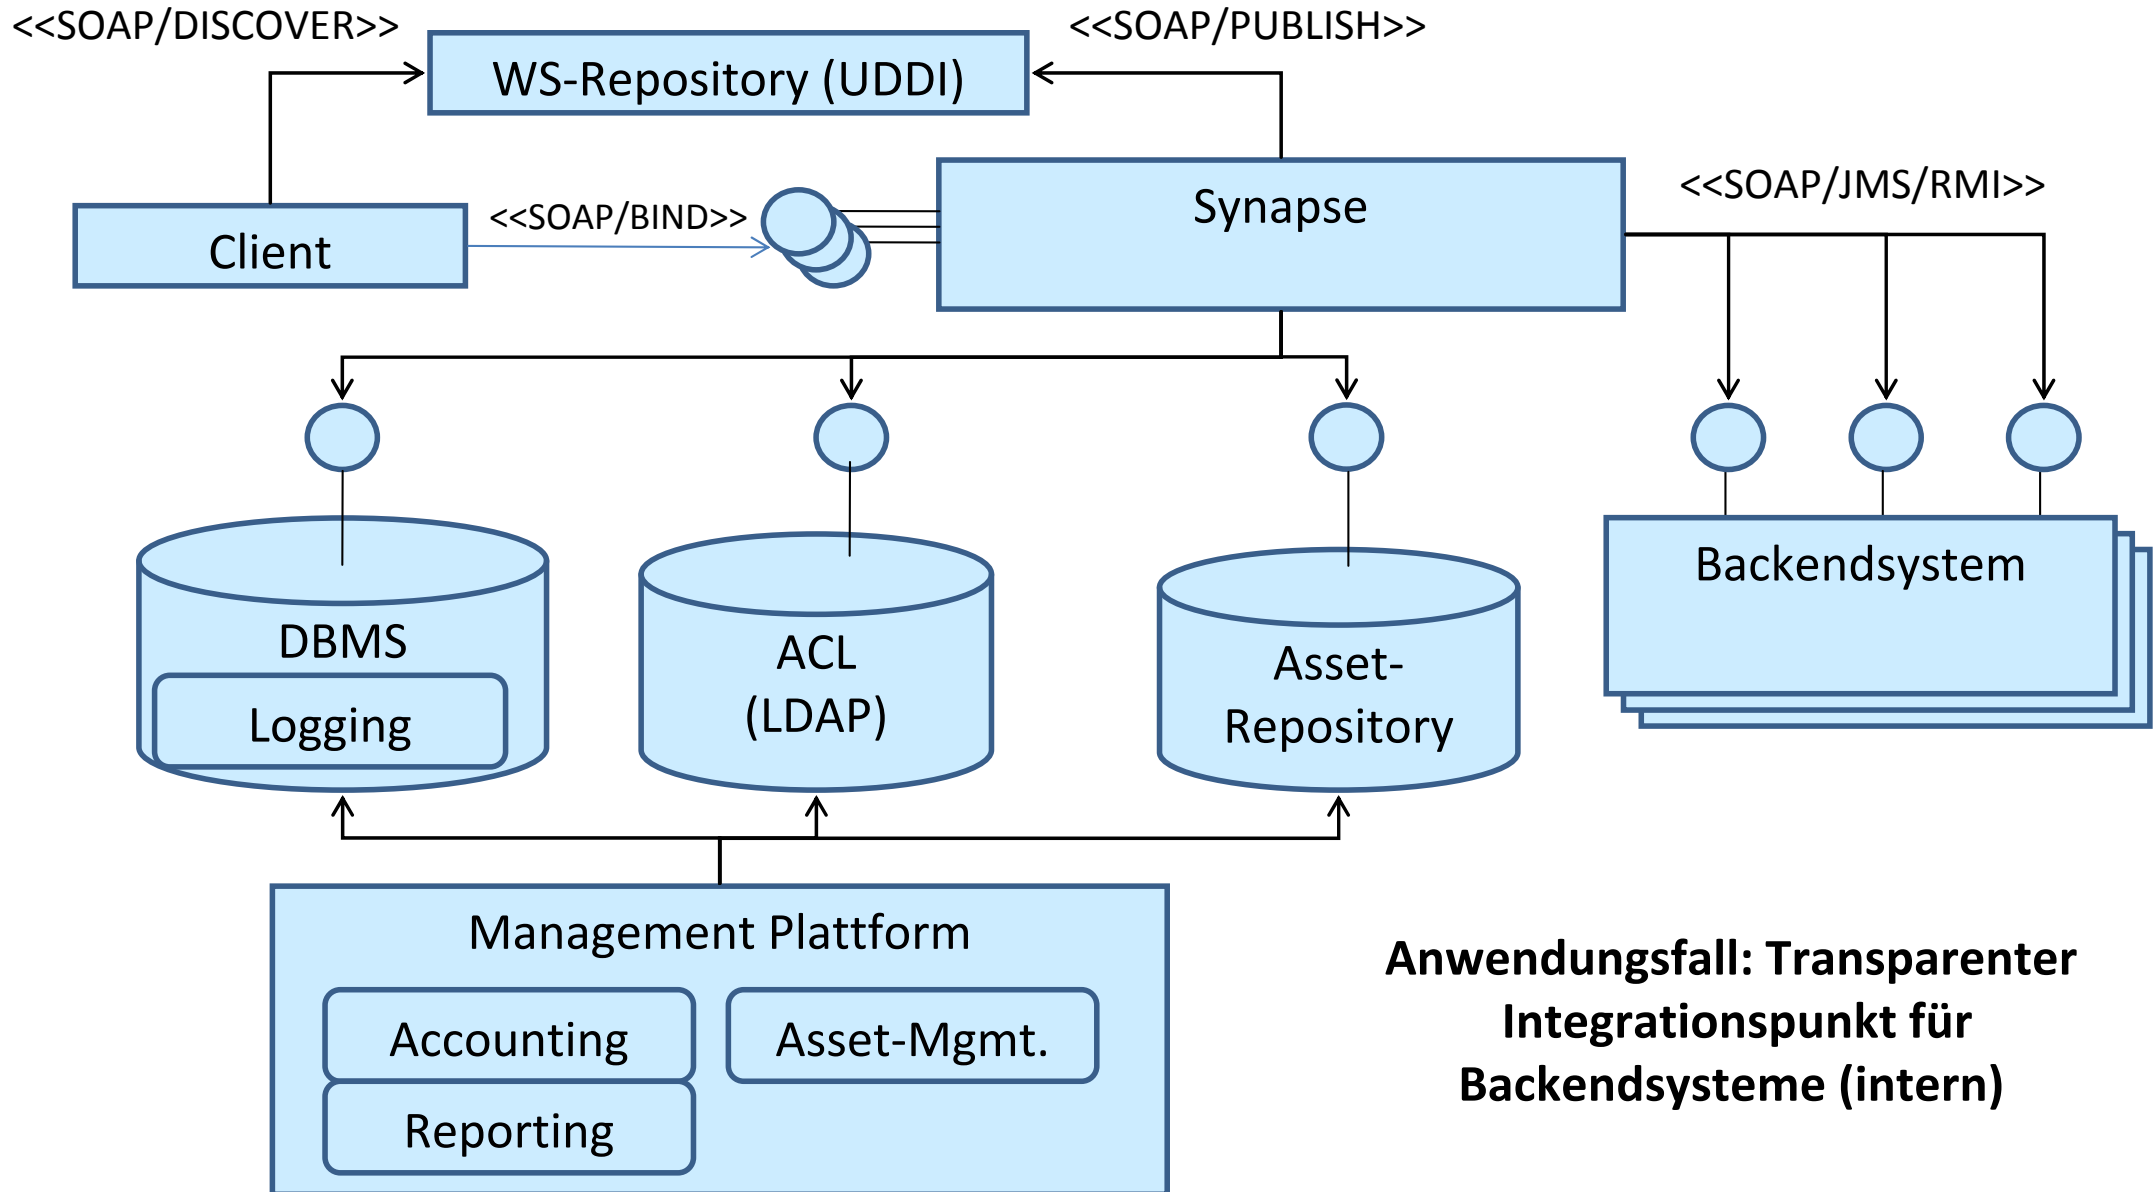 <<SOAP/DISCOVER>>
<<SOAP/PUBLISH>>
WS-Repository (UDDI)
Synapse
<<SOAP/JMS/RMI>>
<<SOAP/BIND>>
Client
Backendsystem
DBMS
Logging
ACL
(LDAP)
Asset-
Repository
Management Plattform
Accounting
Asset-Mgmt.
Reporting
Anwendungsfall: Transparenter
Integrationspunkt für
Backendsysteme (intern)